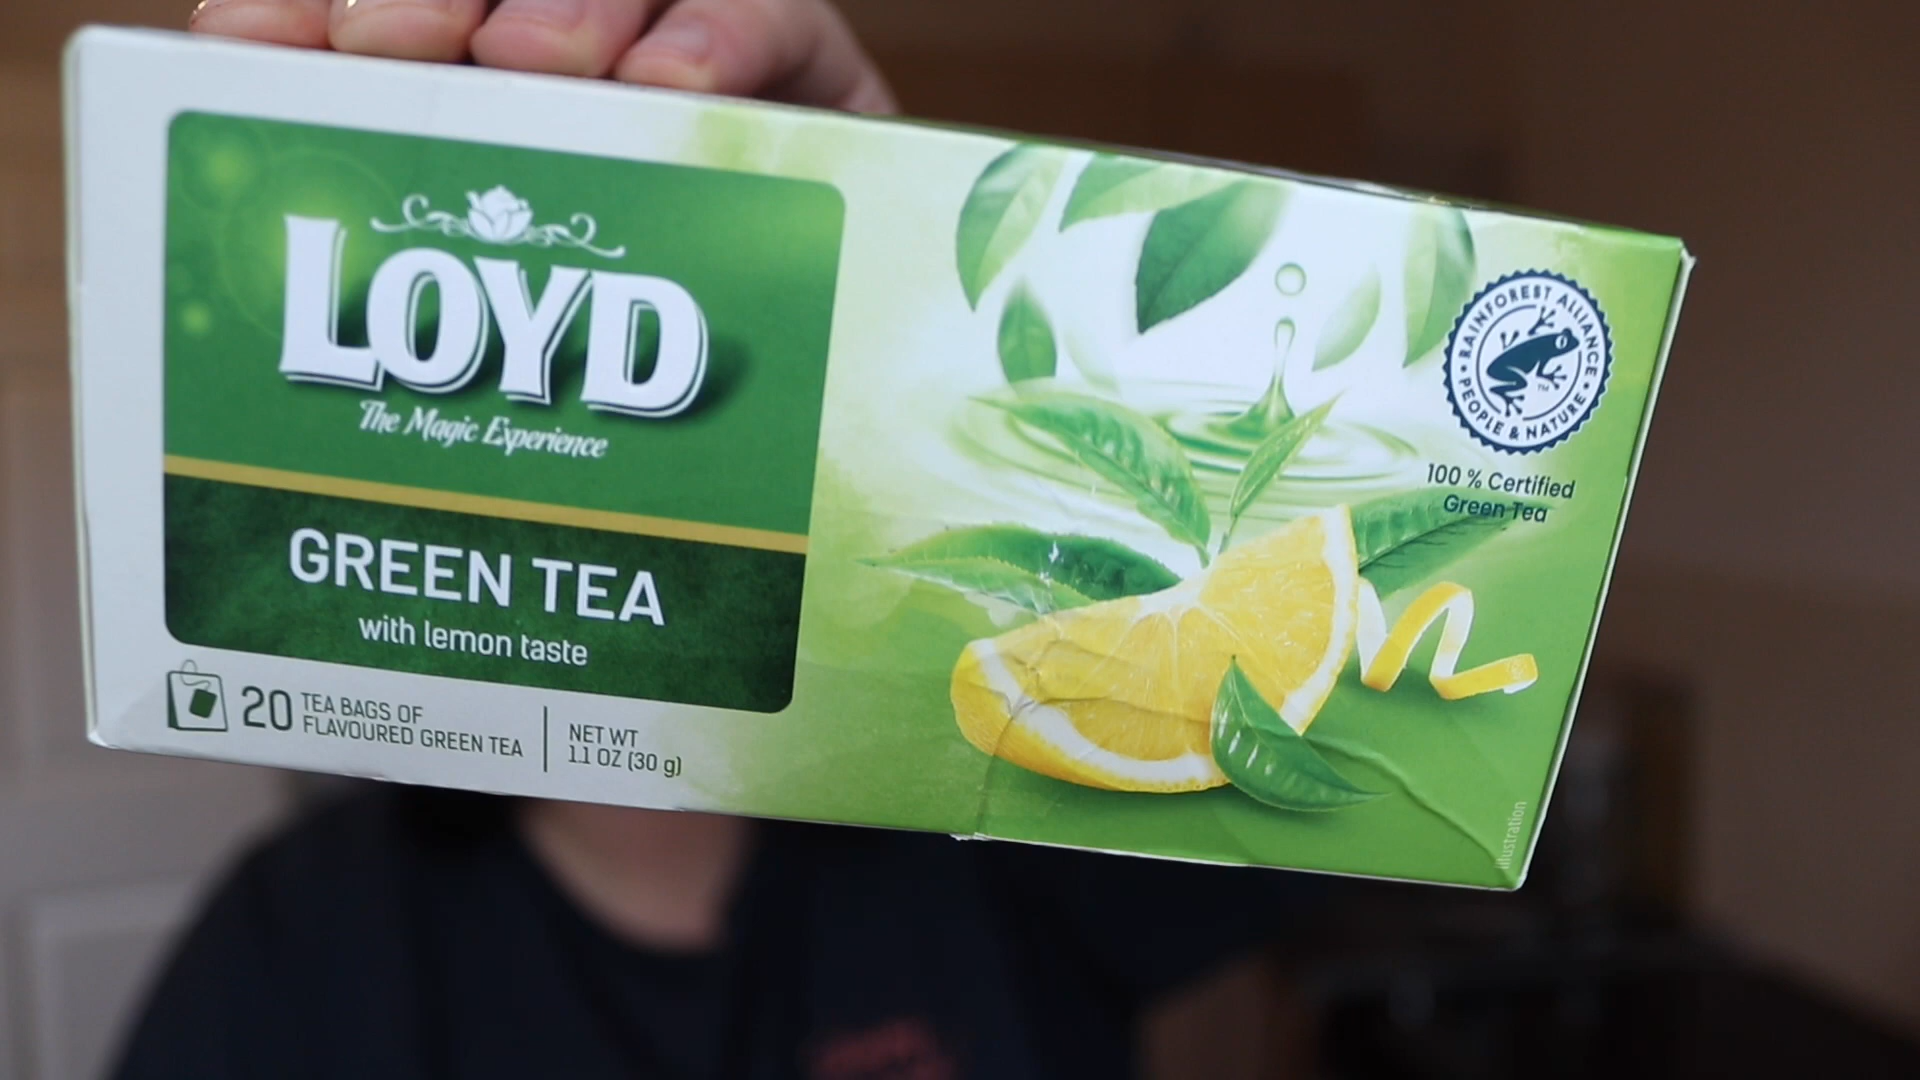 LOYD
The Magic Experience
GREEN TEA
with lemon taste
20 TEA BAGS OF
FLAVOURED GREEN TEA
NET WT
1.1 OZ (30 g)
RAINFOREST ALLIANCE
• PEOPLE & NATURE •
TM
100 % Certified
Green Tea
illustration